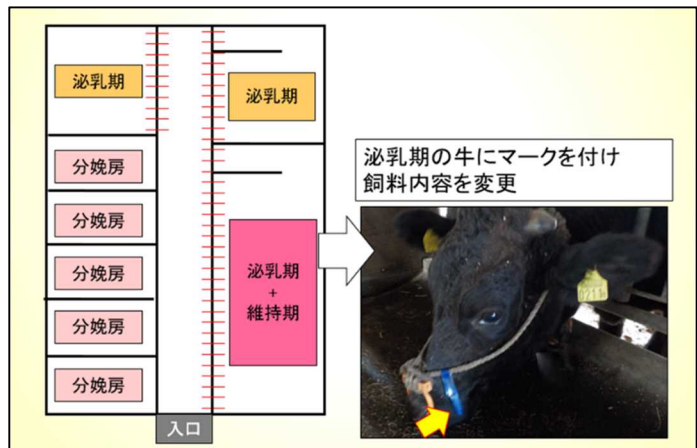 泌乳期
分娩房
分娩房
分娩房
分娩房
分娩房
泌乳期
泌乳期
+
維持期
入口
泌乳期の牛にマークを付け
飼料内容を変更